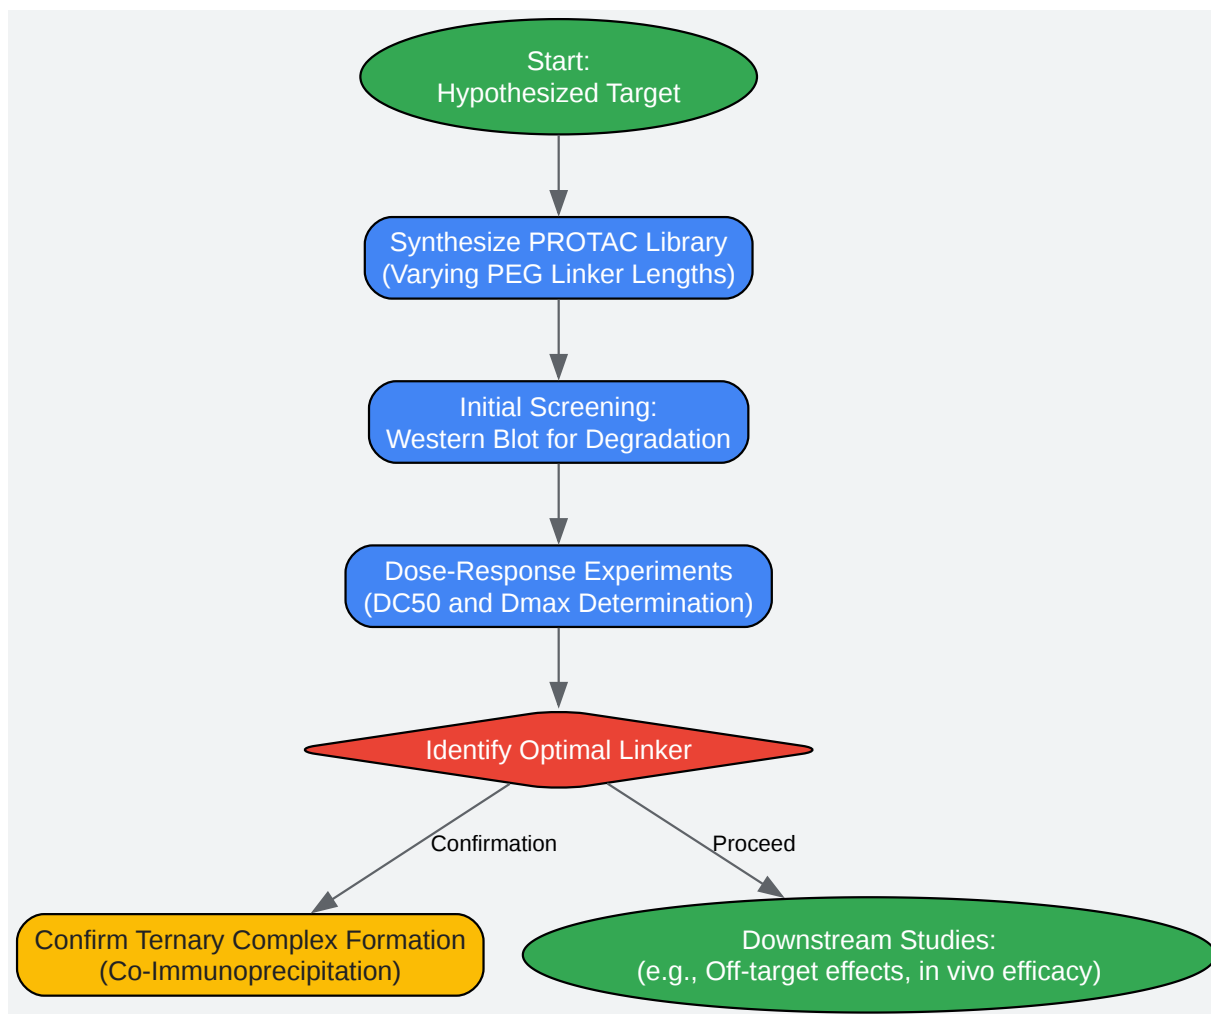 Start:
Hypothesized Target
Synthesize PROTAC Library
(Varying PEG Linker Lengths)
Initial Screening:
Western Blot for Degradation
Dose-Response Experiments
(DC50 and Dmax Determination)
Identify Optimal Linker
Confirmation
Proceed
Confirm Ternary Complex Formation
(Co-Immunoprecipitation)
Downstream Studies:
(e.g., Off-target effects, in vivo efficacy)